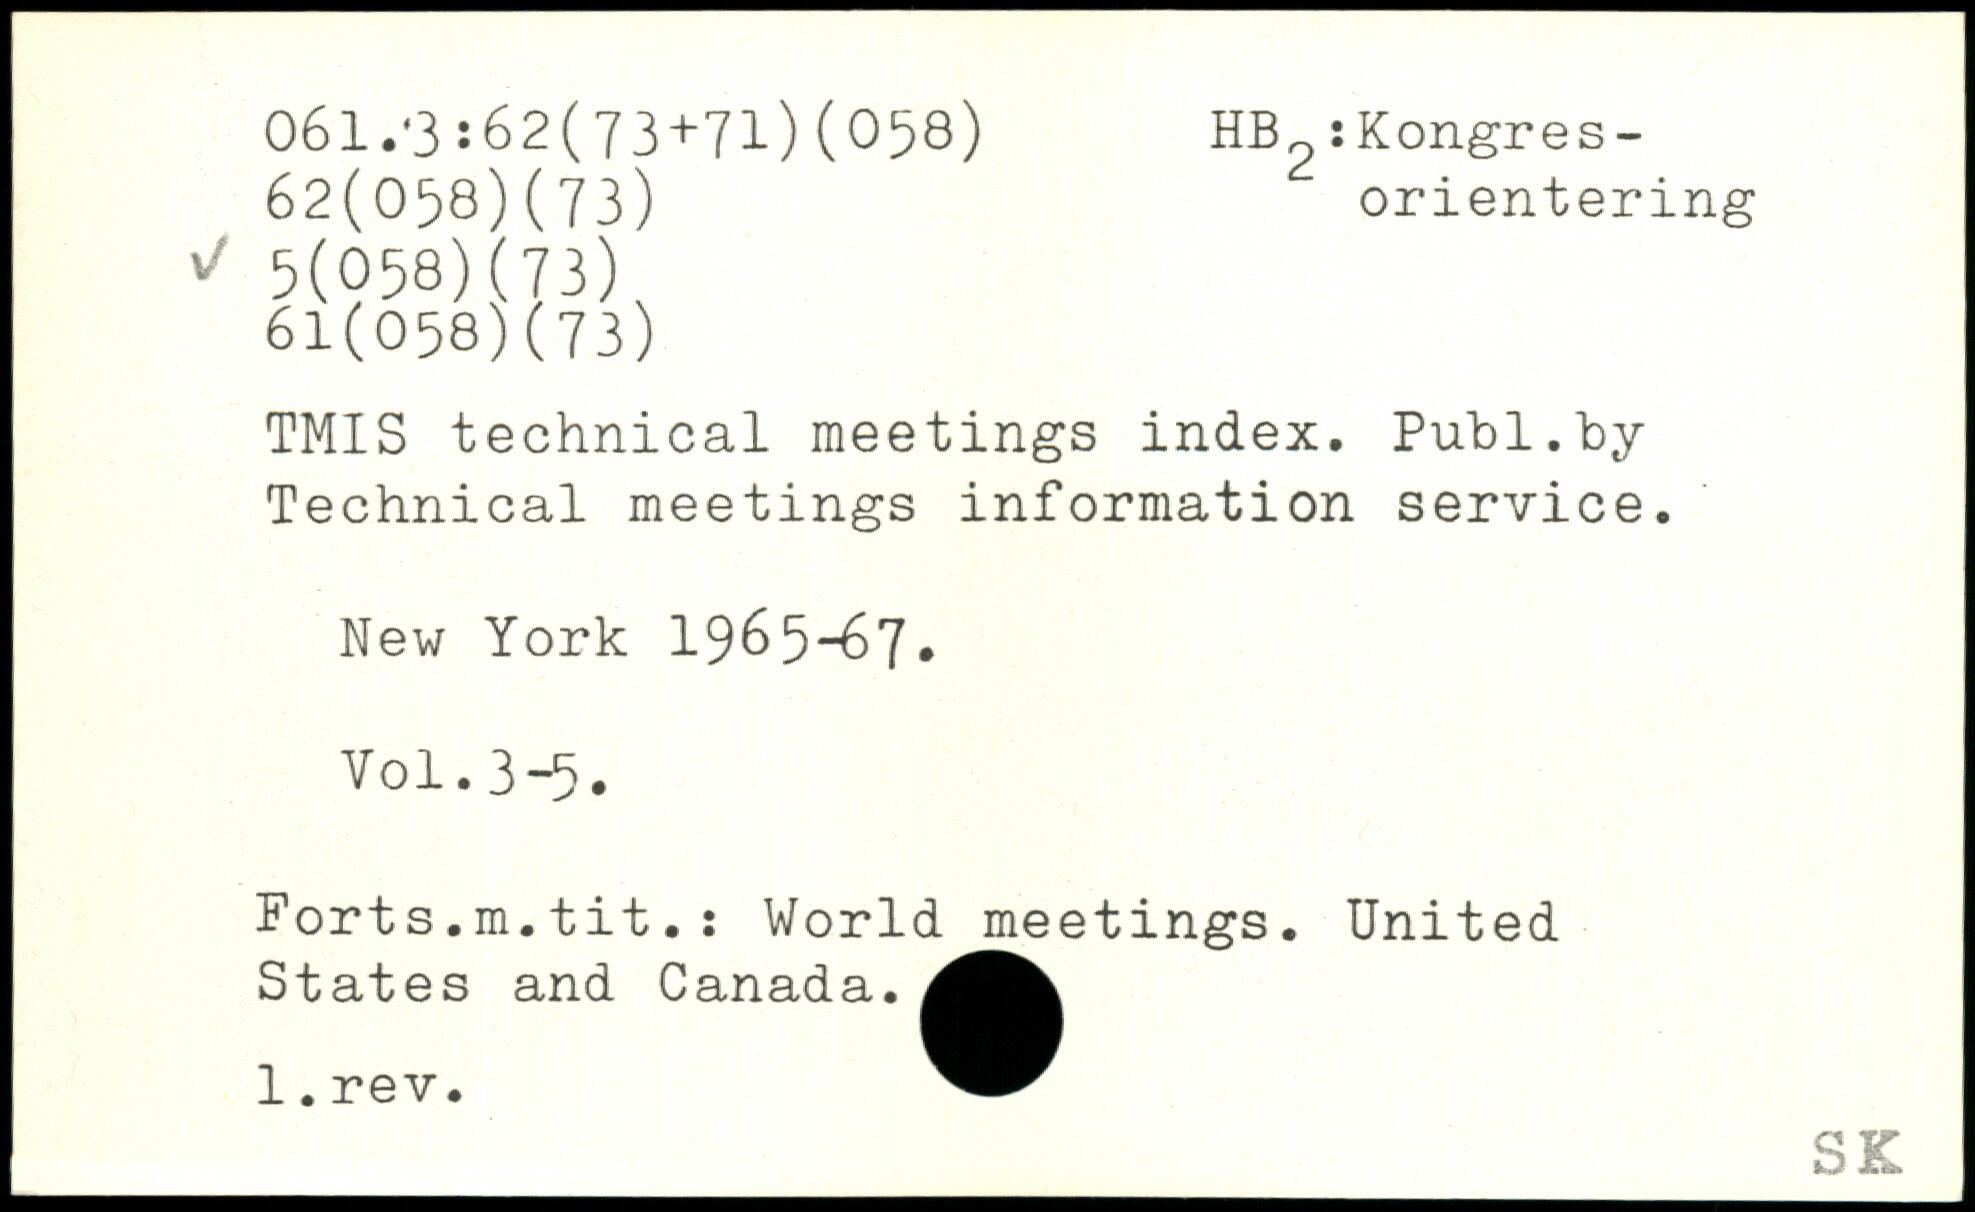 061.3:62(73+71)(058) HB2:Kongres-
62(058)(73) orientering
✓ 5(058)(73)
61(058)(73)
TMIS technical meetings index. Publ.by
Technical meetings information service.
New York 1965-67.
Vol.3-5.
Forts.m.tit.: World meetings. United
States and Canada.
1.rev.
SK